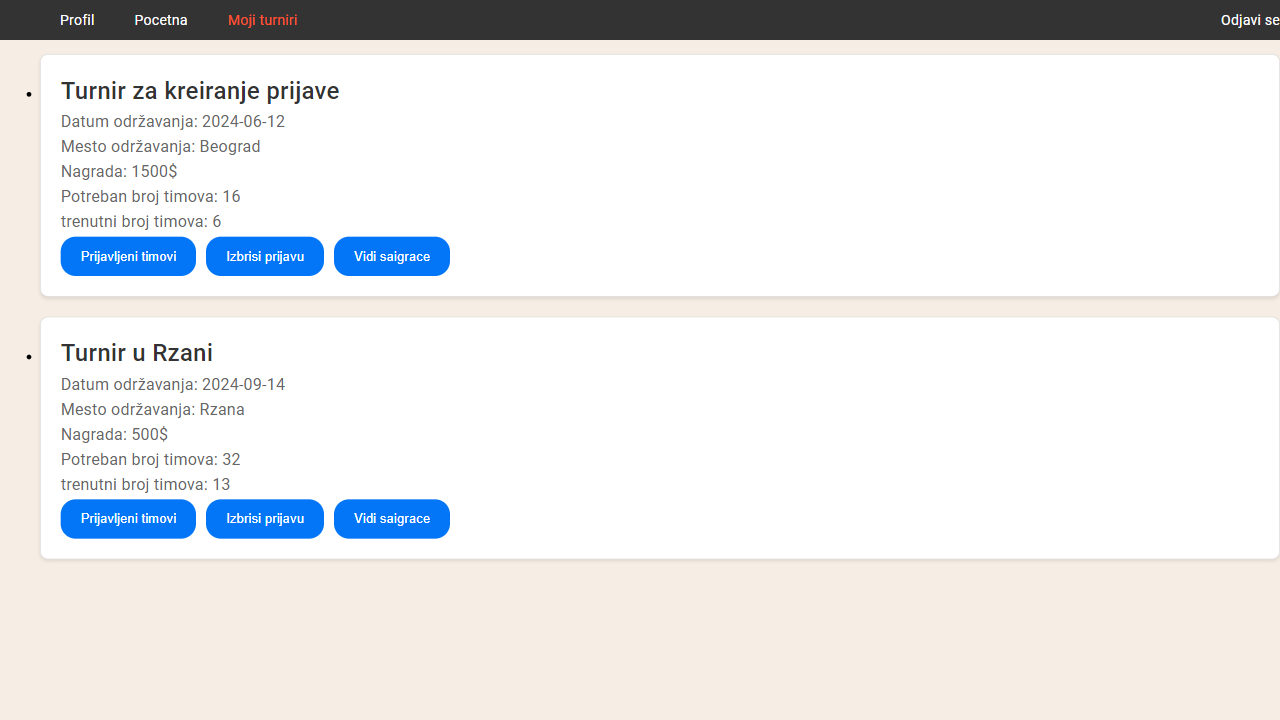 Profil Pocetna Moji turniri Odjavi se
Turnir za kreiranje prijave
Datum održavanja: 2024-06-12
Mesto održavanja: Beograd
Nagrada: 1500$
Potreban broj timova: 16
trenutni broj timova: 6
Prijavljeni timovi Izbrisi prijavu Vidi saigrace
Turnir u Rzani
Datum održavanja: 2024-09-14
Mesto održavanja: Rzana
Nagrada: 500$
Potreban broj timova: 32
trenutni broj timova: 13
Prijavljeni timovi Izbrisi prijavu Vidi saigrace